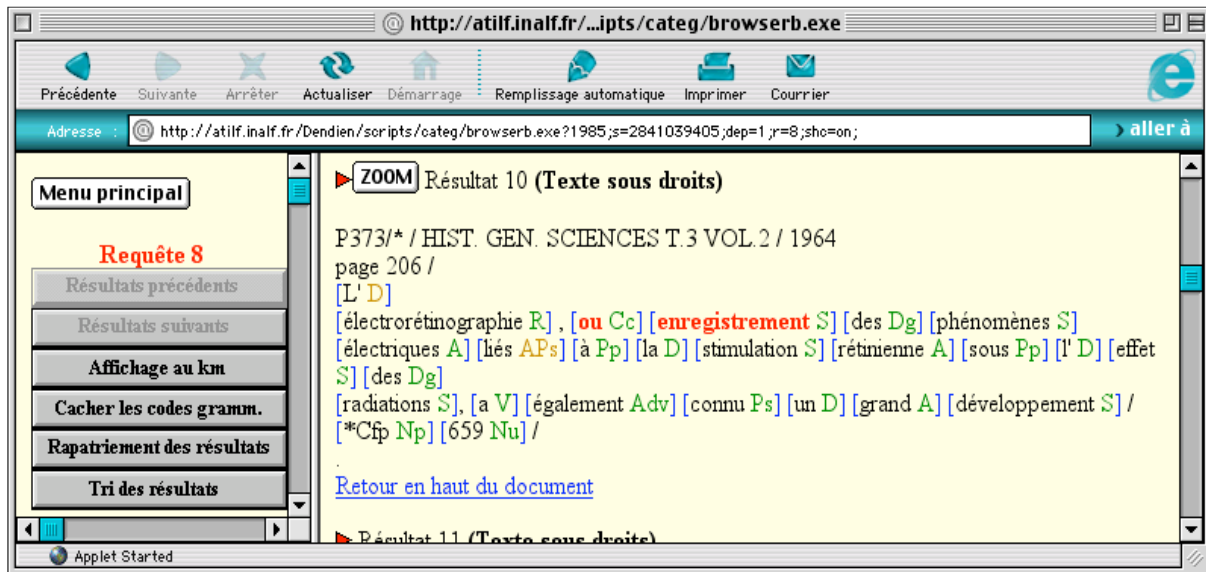 http://atilf.inalf.fr/...ipts/categ/browserb.exe
Précédente Suivante Arrêter Actualiser Démarrage Remplissage automatique Imprimer Courrier
Adresse : http://atilf.inalf.fr/Dendien/scripts/categ/browserb.exe?1985;s=2841039405;dep=1;r=8;shc=on; aller à
Menu principal
Requête 8
Résultats précédents
Résultats suivants
Affichage au km
Cacher les codes gramm.
Rapatriement des résultats
Tri des résultats
ZOOM Résultat 10 (Texte sous droits)
P373/* / HIST. GEN. SCIENCES T.3 VOL.2 / 1964
page 206 /
[L' D]
[électrorétinographie R] , [ou Cc] [enregistrement S] [des Dg] [phénomènes S]
[électriques A] [liés APs] [à Pp] [la D] [stimulation S] [rétinienne A] [sous Pp] [l' D] [effet
S] [des Dg]
[radiations S], [a V] [également Adv] [connu Ps] [un D] [grand A] [développement S] /
[*Cfp Np] [659 Nu] /
.
Retour en haut du document
Résultat 11 (Texte sous droits)
Applet Started